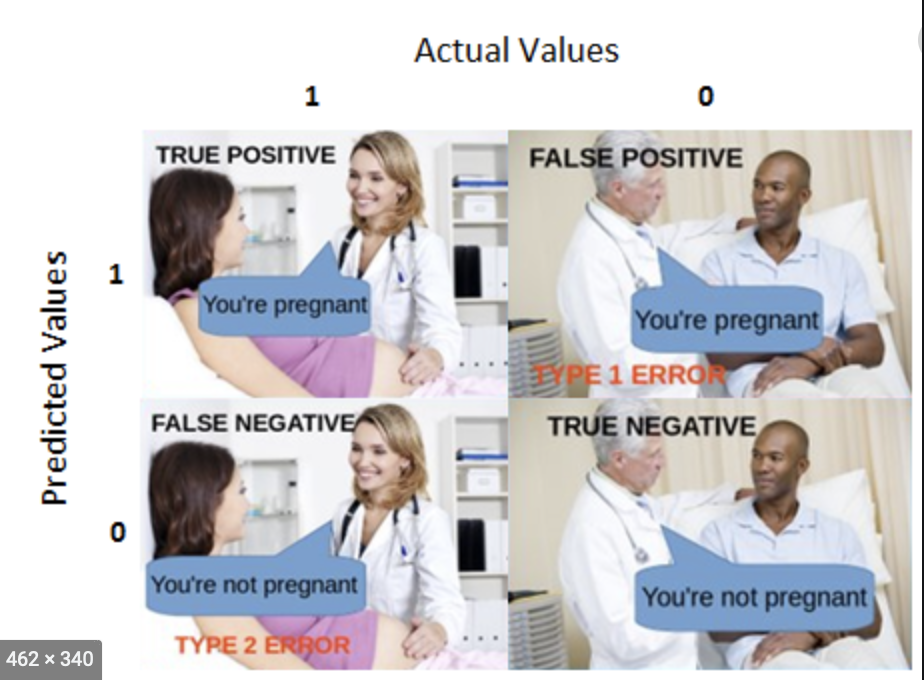 Actual Values
1 0
TRUE POSITIVE FALSE POSITIVE
Predicted Values
1
You're pregnant You're pregnant
TYPE 1 ERROR
FALSE NEGATIVE TRUE NEGATIVE
0
You're not pregnant You're not pregnant
TYPE 2 ERROR
462 × 340